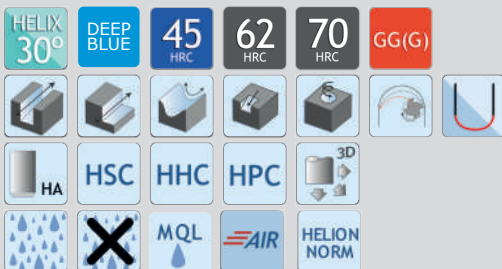 HELIX
30°
DEEP
BLUE
45
HRC
62
HRC
70
HRC
GG(G)
HA
HSC
HHC
HPC
3D
MQL
AIR
HELION
NORM